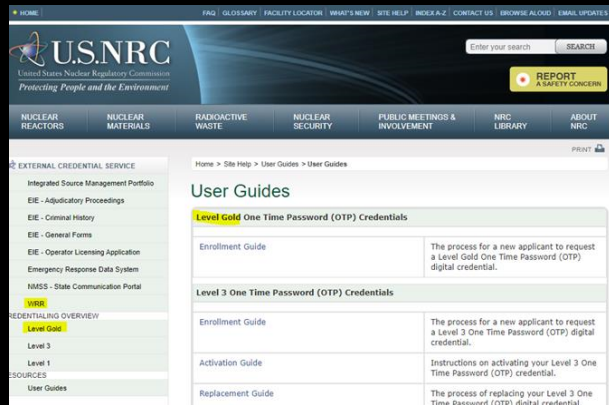 HOME
FAQ GLOSSARY FACILITY LOCATOR WHAT'S NEW SITE HELP INDEX A-Z CONTACT US BROWSE ALOUD EMAIL UPDATES
U.S.NRC
United States Nuclear Regulatory Commission
Protecting People and the Environment
Enter your search
SEARCH
REPORT
A SAFETY CONCERN
NUCLEAR REACTORS
NUCLEAR MATERIALS
RADIOACTIVE WASTE
NUCLEAR SECURITY
PUBLIC MEETINGS & INVOLVEMENT
NRC LIBRARY
ABOUT NRC
PRINT
EXTERNAL CREDENTIAL SERVICE
Integrated Source Management Portfolio
EIE - Adjudicatory Proceedings
EIE - Criminal History
EIE - General Forms
EIE - Operator Licensing Application
Emergency Response Data System
NMSS - State Communication Portal
WRR
REDENTIALING OVERVIEW
Level Gold
Level 3
Level 1
ESOURCES
User Guides
Home > Site Help > User Guides > User Guides
User Guides
Level Gold One Time Password (OTP) Credentials
Enrollment Guide
The process for a new applicant to request
a Level Gold One Time Password (OTP)
digital credential.
Level 3 One Time Password (OTP) Credentials
Enrollment Guide
The process for a new applicant to request
a Level 3 One Time Password (OTP) digital
credential.
Activation Guide
Instructions on activating your Level 3 One
Time Password (OTP) credential.
Replacement Guide
The process of replacing your Level 3 One
Time Password (OTP) digital credential.